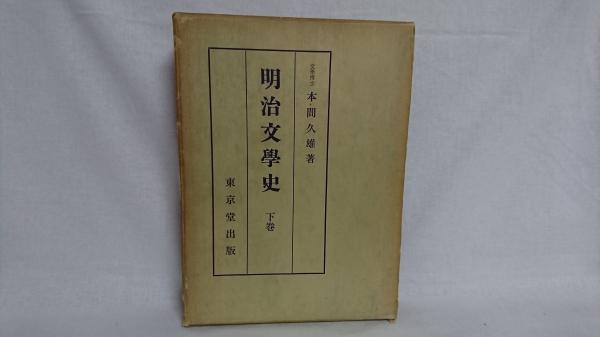 文学博士 本間久雄著
明治文學史 下卷
東京堂出版